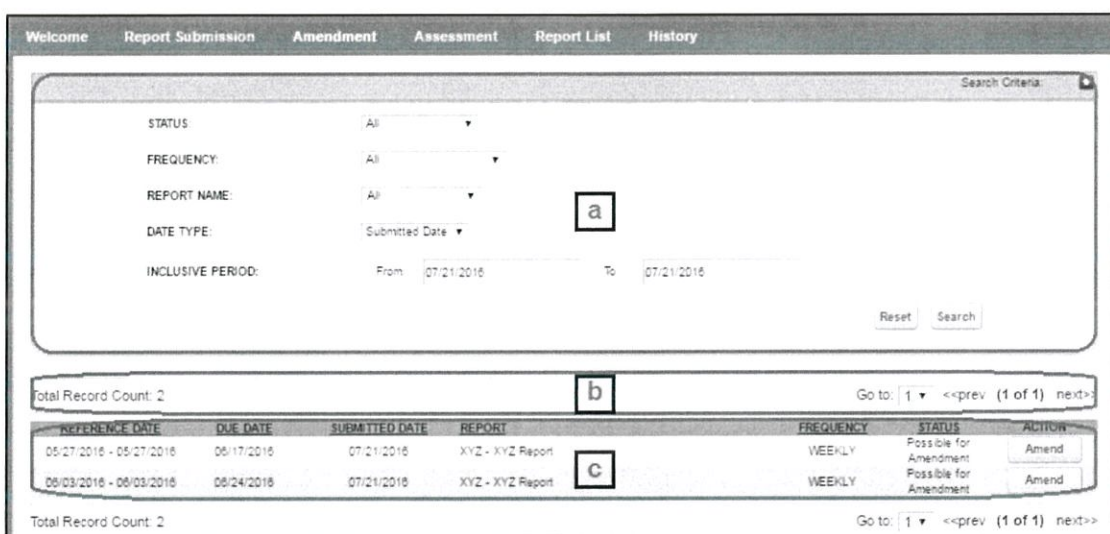 Welcome Report Submission Amendment Assessment Report List History
Search Criteria:
STATUS: All
FREQUENCY: All
REPORT NAME: All
a
DATE TYPE: Submitted Date
INCLUSIVE PERIOD: From 07/21/2016 To 07/21/2016
Reset Search
b
Total Record Count: 2 Go to: 1 <<prev (1 of 1) next>>
REFERENCE DATE DUE DATE SUBMITTED DATE REPORT FREQUENCY STATUS ACTION
05/27/2016 - 05/27/2016 06/17/2016 07/21/2016 XYZ - XYZ Report WEEKLY Possible for Amendment Amend
c
06/03/2016 - 06/03/2016 06/24/2016 07/21/2016 XYZ - XYZ Report WEEKLY Possible for Amendment Amend
Total Record Count: 2 Go to: 1 <<prev (1 of 1) next>>